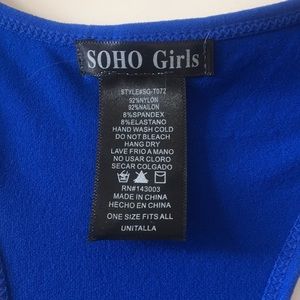 SOHO Girls
STYLE#SG-T072
92%NYLON
92%NAILON
8%SPANDEX
8%ELASTANO
HAND WASH COLD
DO NOT BLEACH
HANG DRY
LAVE FRIO A MANO
NO USAR CLORO
SECAR COLGADO
RN#143003
MADE IN CHINA
HECHO EN CHINA
ONE SIZE FITS ALL
UNITALLA